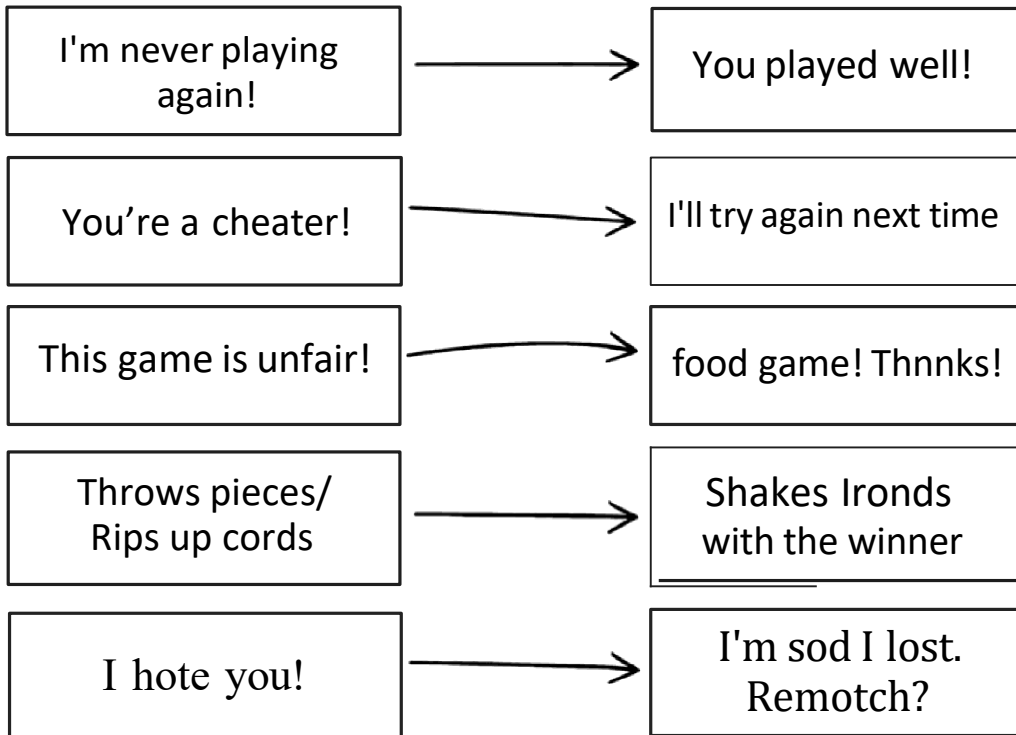 I'm never playing
again!
You played well!
You’re a cheater!
I'll try again next time
This game is unfair!
food game! Thnnks!
Throws pieces/
Rips up cords
Shakes Ironds
with the winner
I hote you!
I'm sod I lost.
Remotch?